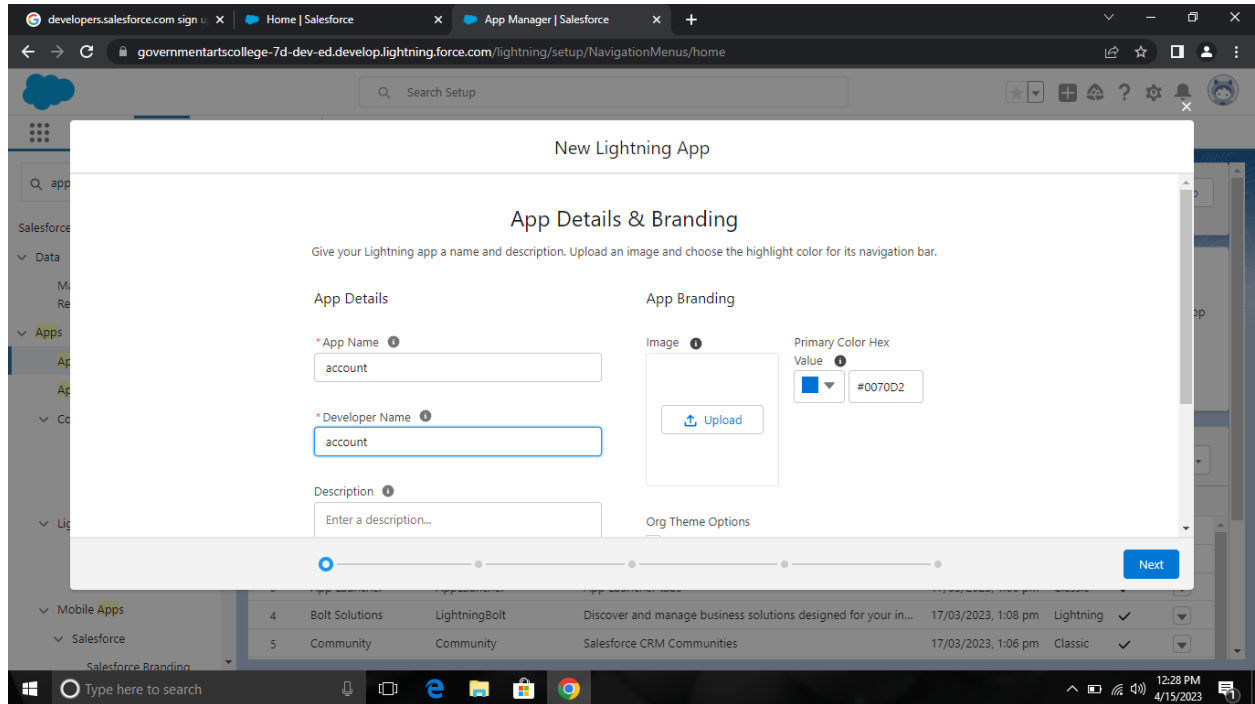 developers.salesforce.com sign u
Home | Salesforce
App Manager | Salesforce
governmentartscollege-7d-dev-ed.develop.lightning.force.com/lightning/setup/NavigationMenus/home
Search Setup
New Lightning App
app
App Details & Branding
Salesforce
Give your Lightning app a name and description. Upload an image and choose the highlight color for its navigation bar.
Data
App Details
App Branding
Apps
* App Name
Image
Primary Color Hex
Value
account
#0070D2
* Developer Name
Upload
account
Description
Enter a description...
Org Theme Options
Next
Mobile Apps
4 Bolt Solutions LightningBolt Discover and manage business solutions designed for your in... 17/03/2023, 1:08 pm Lightning
Salesforce
5 Community Community Salesforce CRM Communities 17/03/2023, 1:06 pm Classic
Salesforce Branding
Type here to search
12:28 PM
4/15/2023
1